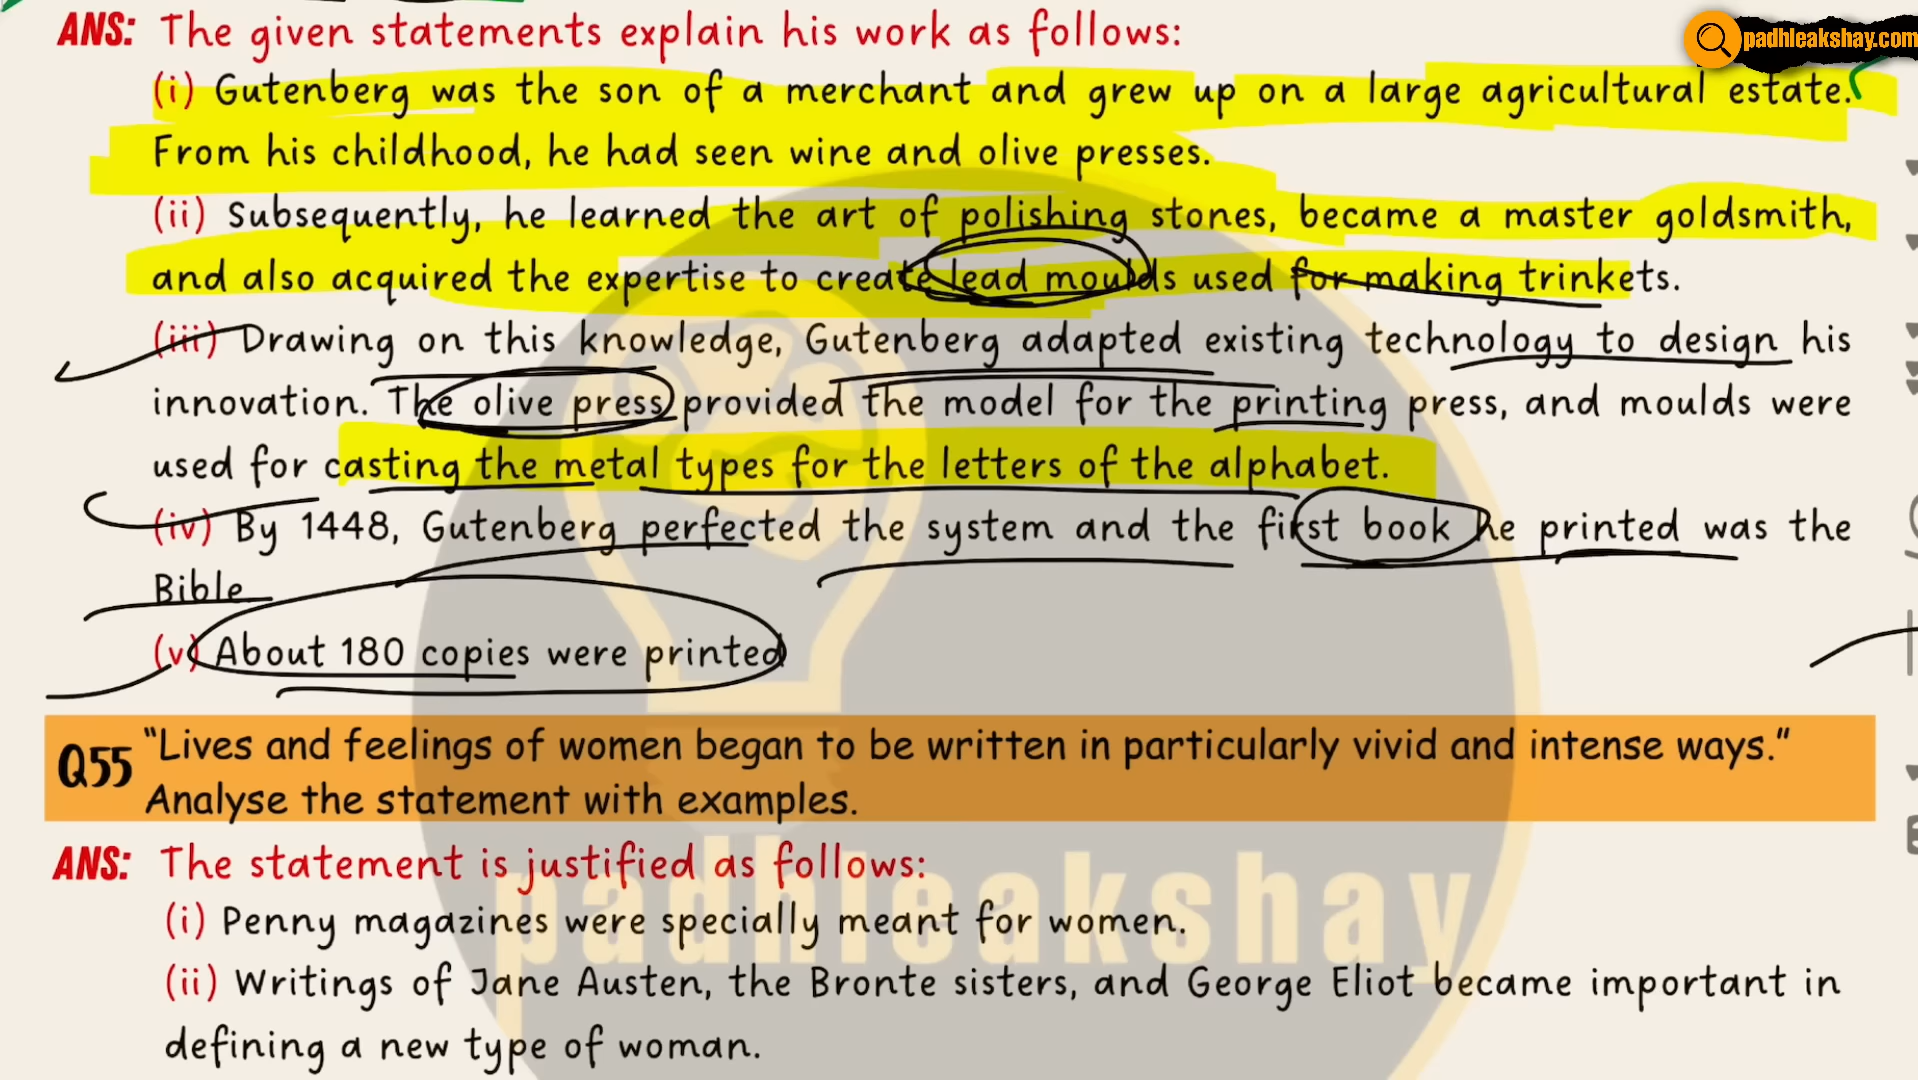 padhleakshay.com
ANS: The given statements explain his work as follows:
(i) Gutenberg was the son of a merchant and grew up on a large agricultural estate.
From his childhood, he had seen wine and olive presses.
(ii) Subsequently, he learned the art of polishing stones, became a master goldsmith,
and also acquired the expertise to create lead moulds used for making trinkets.
(iii) Drawing on this knowledge, Gutenberg adapted existing technology to design his
innovation. The olive press provided the model for the printing press, and moulds were
used for casting the metal types for the letters of the alphabet.
(iv) By 1448, Gutenberg perfected the system and the first book he printed was the
Bible
(v) About 180 copies were printed
Q55 "Lives and feelings of women began to be written in particularly vivid and intense ways."
Analyse the statement with examples.
ANS: The statement is justified as follows:
padhleakshay
(i) Penny magazines were specially meant for women.
(ii) Writings of Jane Austen, the Bronte sisters, and George Eliot became important in
defining a new type of woman.